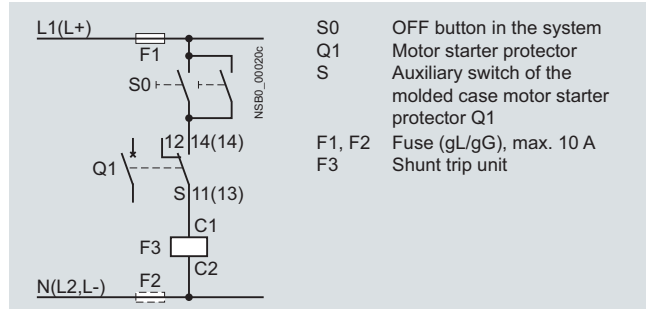 L1(L+)
F1
S0
NSB0_00020c
12 14(14)
Q1
S 11(13)
C1
F3
C2
N(L2,L-)
F2
S0 OFF button in the system
Q1 Motor starter protector
S Auxiliary switch of the
molded case motor starter
protector Q1
F1, F2 Fuse (gL/gG), max. 10 A
F3 Shunt trip unit